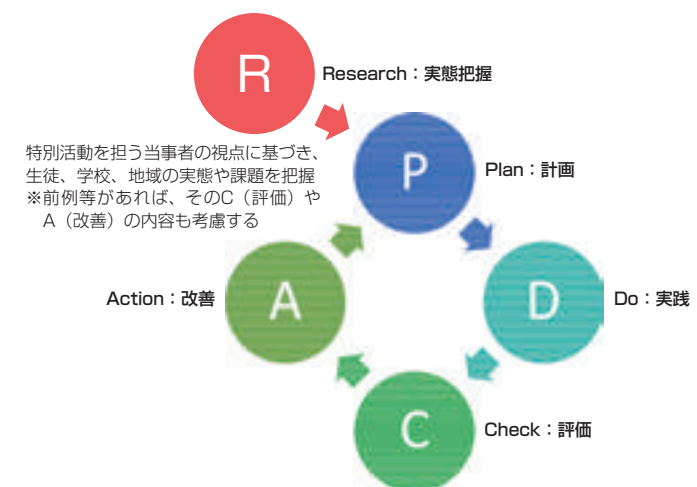 R
Research：実態把握
特別活動を担う当事者の視点に基づき、
生徒、学校、地域の実態や課題を把握
※前例等があれば、そのC（評価）や
A（改善）の内容も考慮する
P
Plan：計画
Action：改善
A
D
Do：実践
C
Check：評価